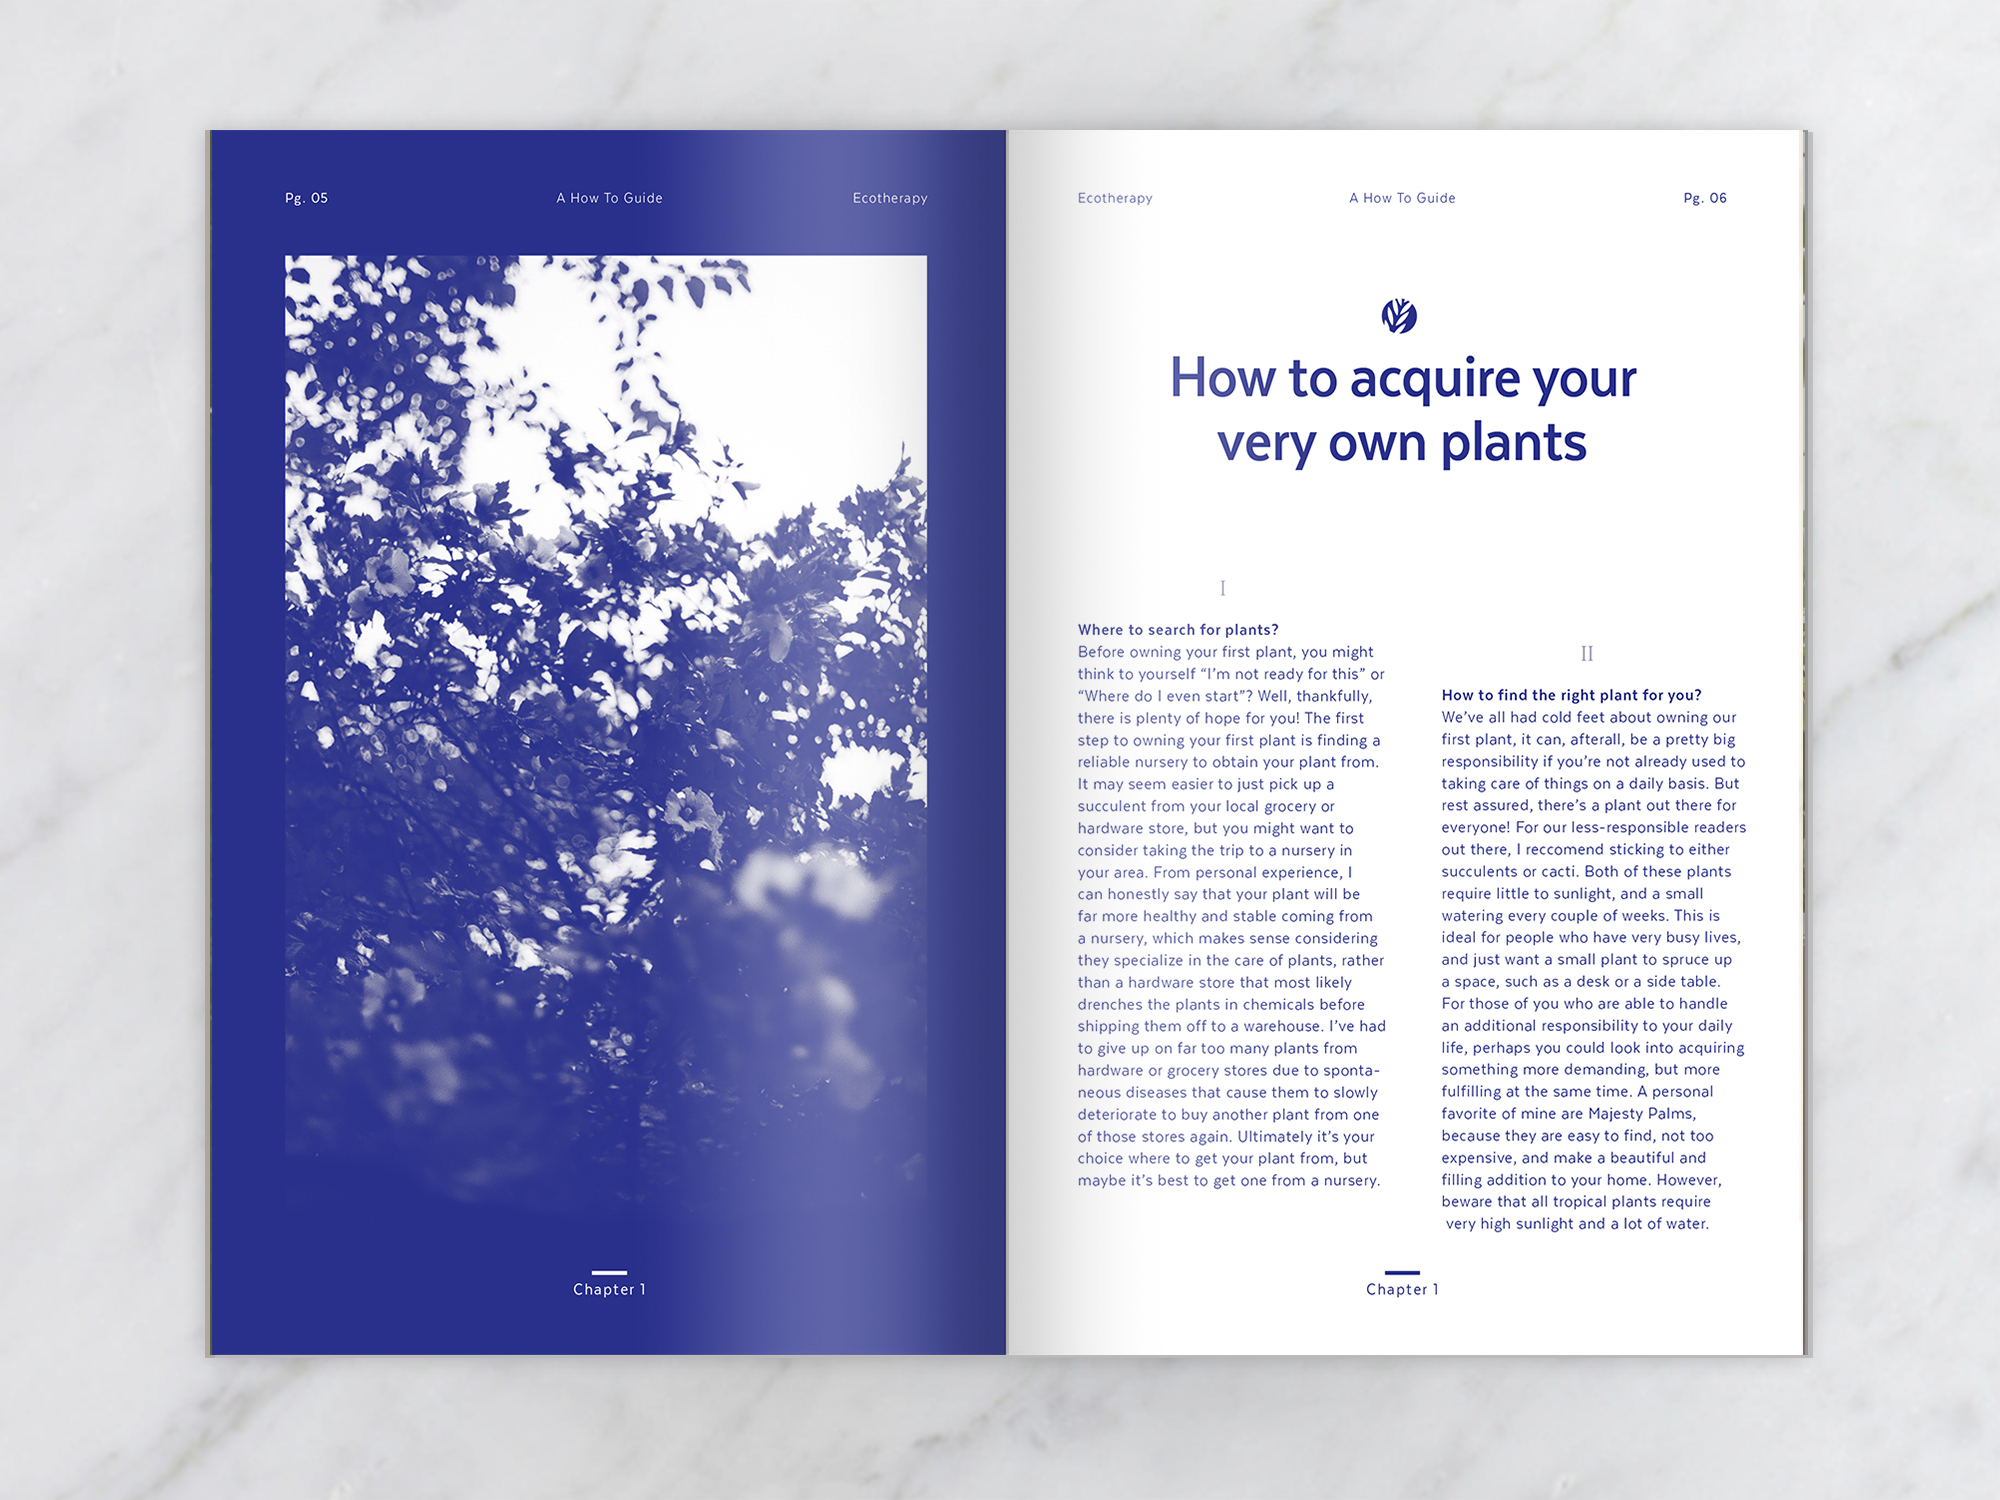 Pg. 05
A How To Guide
Ecotherapy
Chapter 1
Ecotherapy
A How To Guide
Pg. 06
How to acquire your
very own plants
I
Where to search for plants?
Before owning your first plant, you might
think to yourself “I’m not ready for this” or
“Where do I even start”? Well, thankfully,
there is plenty of hope for you! The first
step to owning your first plant is finding a
reliable nursery to obtain your plant from.
It may seem easier to just pick up a
succulent from your local grocery or
hardware store, but you might want to
consider taking the trip to a nursery in
your area. From personal experience, I
can honestly say that your plant will be
far more healthy and stable coming from
a nursery, which makes sense considering
they specialize in the care of plants, rather
than a hardware store that most likely
drenches the plants in chemicals before
shipping them off to a warehouse. I’ve had
to give up on far too many plants from
hardware or grocery stores due to sponta-
neous diseases that cause them to slowly
deteriorate to buy another plant from one
of those stores again. Ultimately it’s your
choice where to get your plant from, but
maybe it’s best to get one from a nursery.
II
How to find the right plant for you?
We’ve all had cold feet about owning our
first plant, it can, afterall, be a pretty big
responsibility if you’re not already used to
taking care of things on a daily basis. But
rest assured, there’s a plant out there for
everyone! For our less-responsible readers
out there, I reccomend sticking to either
succulents or cacti. Both of these plants
require little to sunlight, and a small
watering every couple of weeks. This is
ideal for people who have very busy lives,
and just want a small plant to spruce up
a space, such as a desk or a side table.
For those of you who are able to handle
an additional responsibility to your daily
life, perhaps you could look into acquiring
something more demanding, but more
fulfilling at the same time. A personal
favorite of mine are Majesty Palms,
because they are easy to find, not too
expensive, and make a beautiful and
filling addition to your home. However,
beware that all tropical plants require
very high sunlight and a lot of water.
Chapter 1